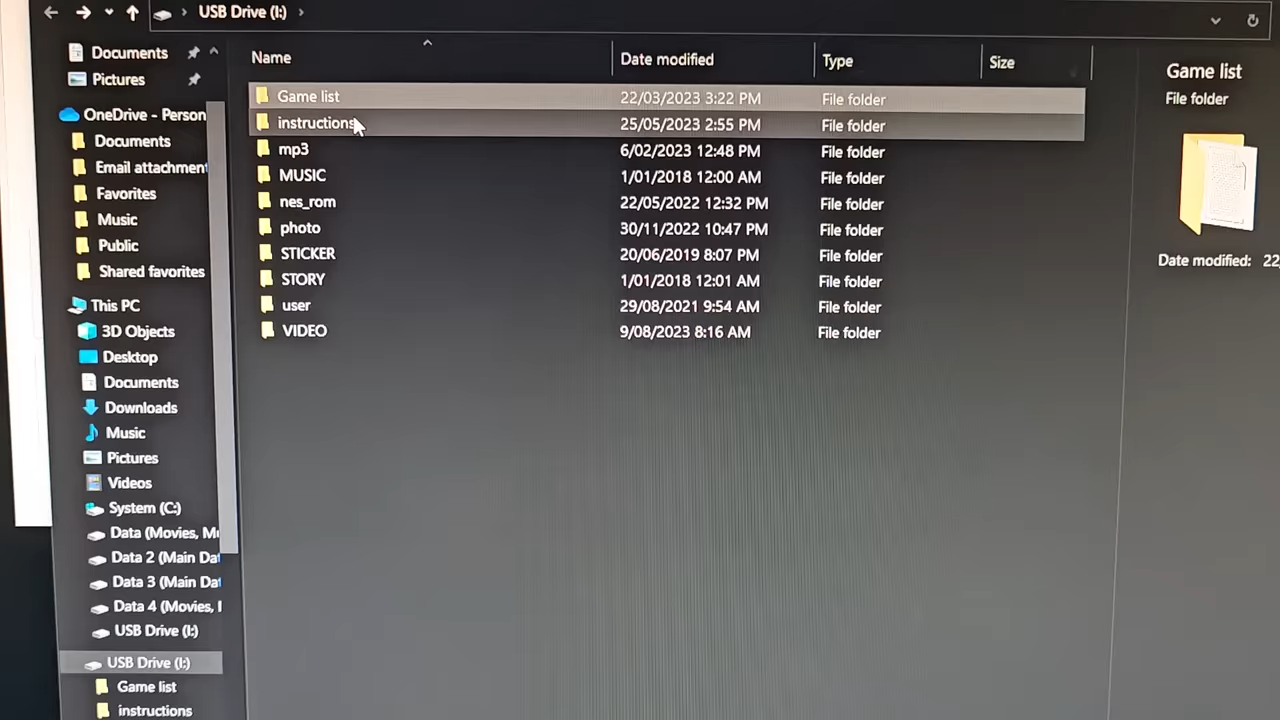 USB Drive (I:)
Documents
Pictures
OneDrive - Person
Documents
Email attachment
Favorites
Music
Public
Shared favorites
This PC
3D Objects
Desktop
Documents
Downloads
Music
Pictures
Videos
System (C:)
Data (Movies, Mu
Data 2 (Main Dat
Data 3 (Main Dat
Data 4 (Movies, I
USB Drive (I:)
USB Drive (I:)
Game list
instructions
Name Date modified Type Size
Game list 22/03/2023 3:22 PM File folder
instructions 25/05/2023 2:55 PM File folder
mp3 6/02/2023 12:48 PM File folder
MUSIC 1/01/2018 12:00 AM File folder
nes_rom 22/05/2022 12:32 PM File folder
photo 30/11/2022 10:47 PM File folder
STICKER 20/06/2019 8:07 PM File folder
STORY 1/01/2018 12:01 AM File folder
user 29/08/2021 9:54 AM File folder
VIDEO 9/08/2023 8:16 AM File folder
Game list
File folder
Date modified: 22